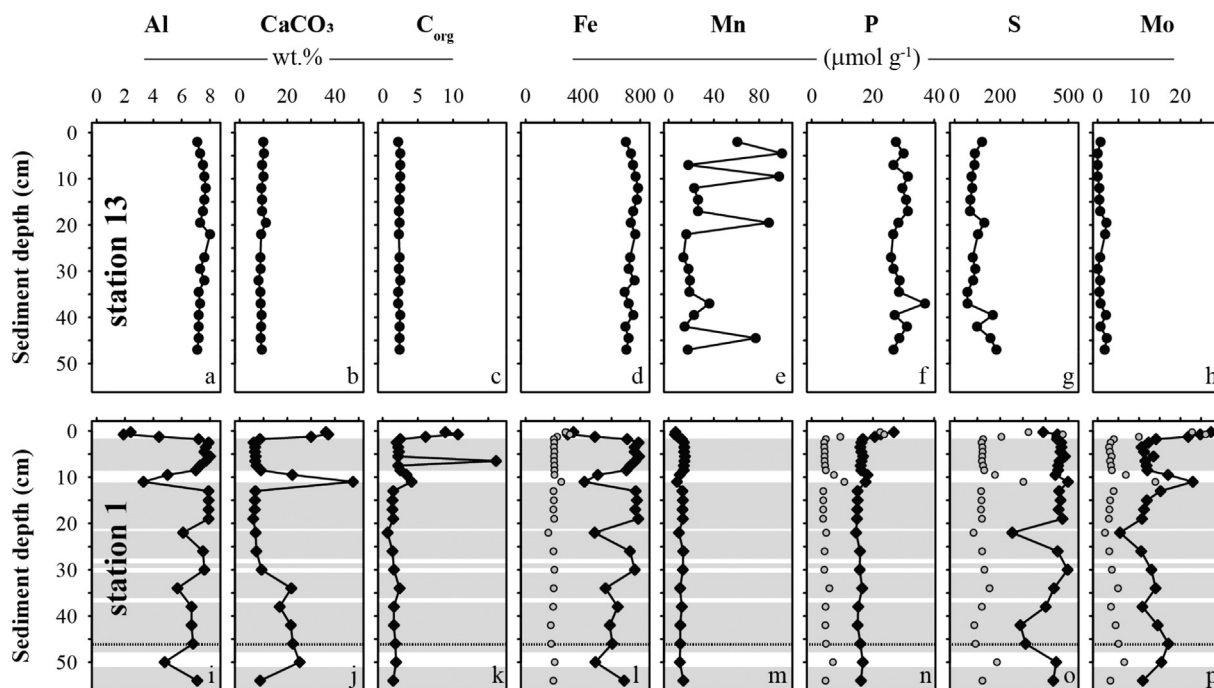 Al CaCO₃ C_org Fe Mn P S Mo
wt.% (µmol g⁻¹)
0 2 4 6 8 0 20 40 0 5 10 0 400 800 0 40 80 0 20 40 0 200 500 0 10 20
Sediment depth (cm)
station 13
0
10
20
30
40
50
a b c d e f g h
Sediment depth (cm)
station 1
0
10
20
30
40
50
i j k l m n o p